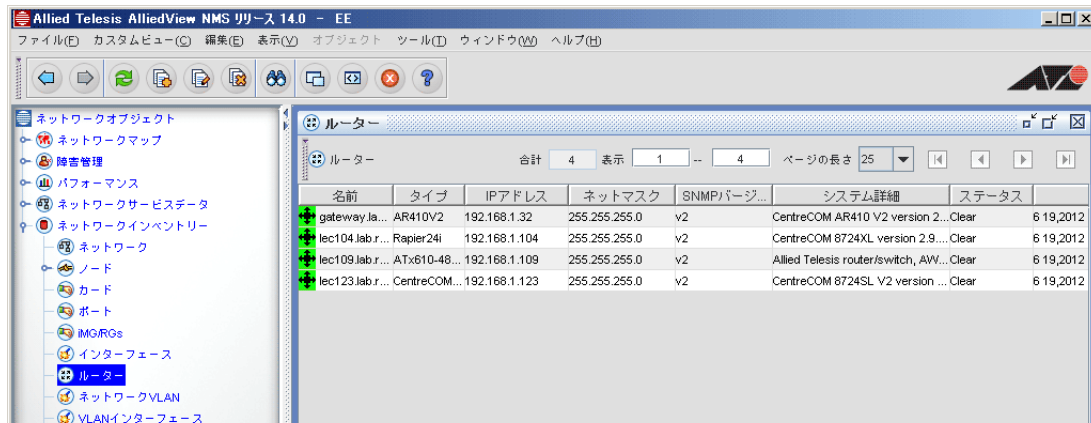 Allied Telesis AlliedView NMS リリース 14.0 - EE
ファイル(F) カスタムビュー(C) 編集(E) 表示(V) オブジェクト ツール(T) ウィンドウ(W) ヘルプ(H)
ネットワークオブジェクト
ネットワークマップ
障害管理
パフォーマンス
ネットワークサービスデータ
ネットワークインベントリー
ネットワーク
ノード
カード
ポート
iMG/RGs
インターフェース
ルーター
ネットワークVLAN
VLANインターフェース
ルーター
ルーター 合計 4 表示 1 -- 4 ページの長さ 25
名前 タイプ IPアドレス ネットマスク SNMPバージ... システム詳細 ステータス
gateway.la... AR410V2 192.168.1.32 255.255.255.0 v2 CentreCOM AR410 V2 version 2... Clear 6 19,2012
lec104.lab.r... Rapier24i 192.168.1.104 255.255.255.0 v2 CentreCOM 8724XL version 2.9.... Clear 6 19,2012
lec109.lab.r... ATx610-48... 192.168.1.109 255.255.255.0 v2 Allied Telesis router/switch, AW... Clear 6 19,2012
lec123.lab.r... CentreCOM... 192.168.1.123 255.255.255.0 v2 CentreCOM 8724SL V2 version ... Clear 6 19,2012